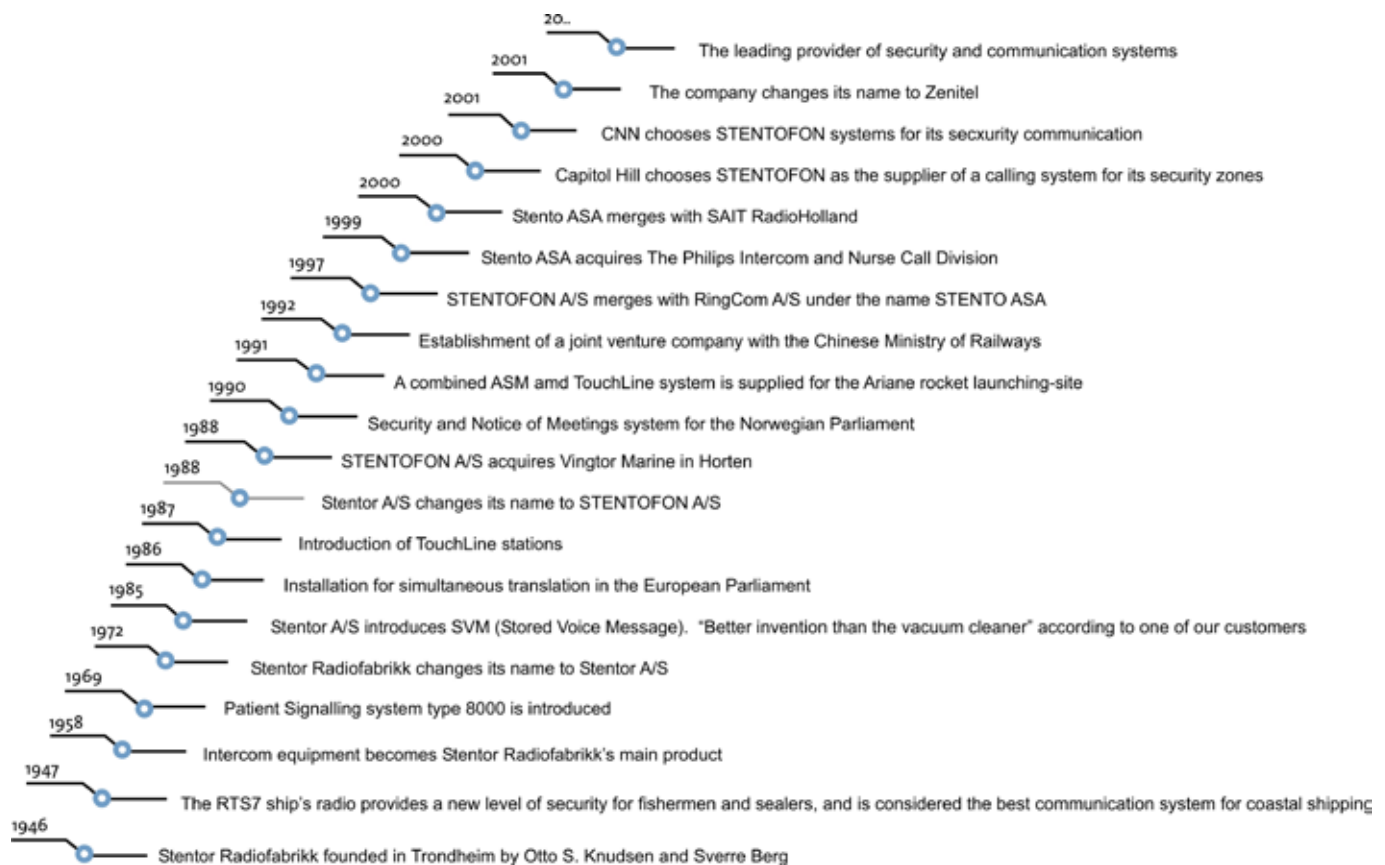 20..
The leading provider of security and communication systems
2001
The company changes its name to Zenitel
2001
CNN chooses STENTOFON systems for its secxurity communication
2000
Capitol Hill chooses STENTOFON as the supplier of a calling system for its security zones
2000
Stento ASA merges with SAIT RadioHolland
1999
Stento ASA acquires The Philips Intercom and Nurse Call Division
1997
STENTOFON A/S merges with RingCom A/S under the name STENTO ASA
1992
Establishment of a joint venture company with the Chinese Ministry of Railways
1991
A combined ASM amd TouchLine system is supplied for the Ariane rocket launching-site
1990
Security and Notice of Meetings system for the Norwegian Parliament
1988
STENTOFON A/S acquires Vingtor Marine in Horten
1988
Stentor A/S changes its name to STENTOFON A/S
1987
Introduction of TouchLine stations
1986
Installation for simultaneous translation in the European Parliament
1985
Stentor A/S introduces SVM (Stored Voice Message). “Better invention than the vacuum cleaner” according to one of our customers
1972
Stentor Radiofabrikk changes its name to Stentor A/S
1969
Patient Signalling system type 8000 is introduced
1958
Intercom equipment becomes Stentor Radiofabrikk’s main product
1947
The RTS7 ship’s radio provides a new level of security for fishermen and sealers, and is considered the best communication system for coastal shipping
1946
Stentor Radiofabrikk founded in Trondheim by Otto S. Knudsen and Sverre Berg